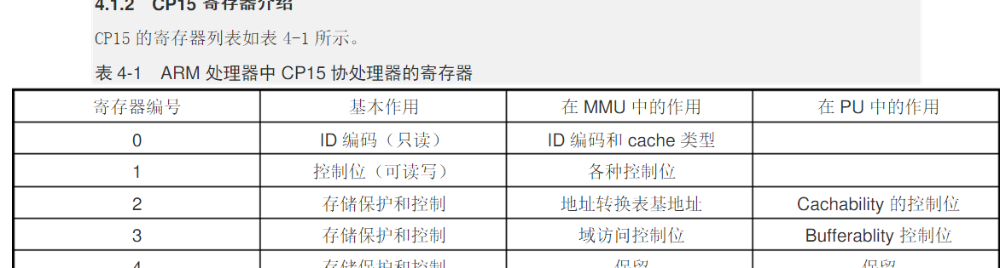 4.1.2 CP15 寄存器介绍
CP15 的寄存器列表如表 4-1 所示。
表 4-1 ARM 处理器中 CP15 协处理器的寄存器
寄存器编号 基本作用 在 MMU 中的作用 在 PU 中的作用
0 ID 编码（只读） ID 编码和 cache 类型
1 控制位（可读写） 各种控制位
2 存储保护和控制 地址转换表基地址 Cachability 的控制位
3 存储保护和控制 域访问控制位 Bufferablity 控制位
4 存储保护和控制 保留 保留